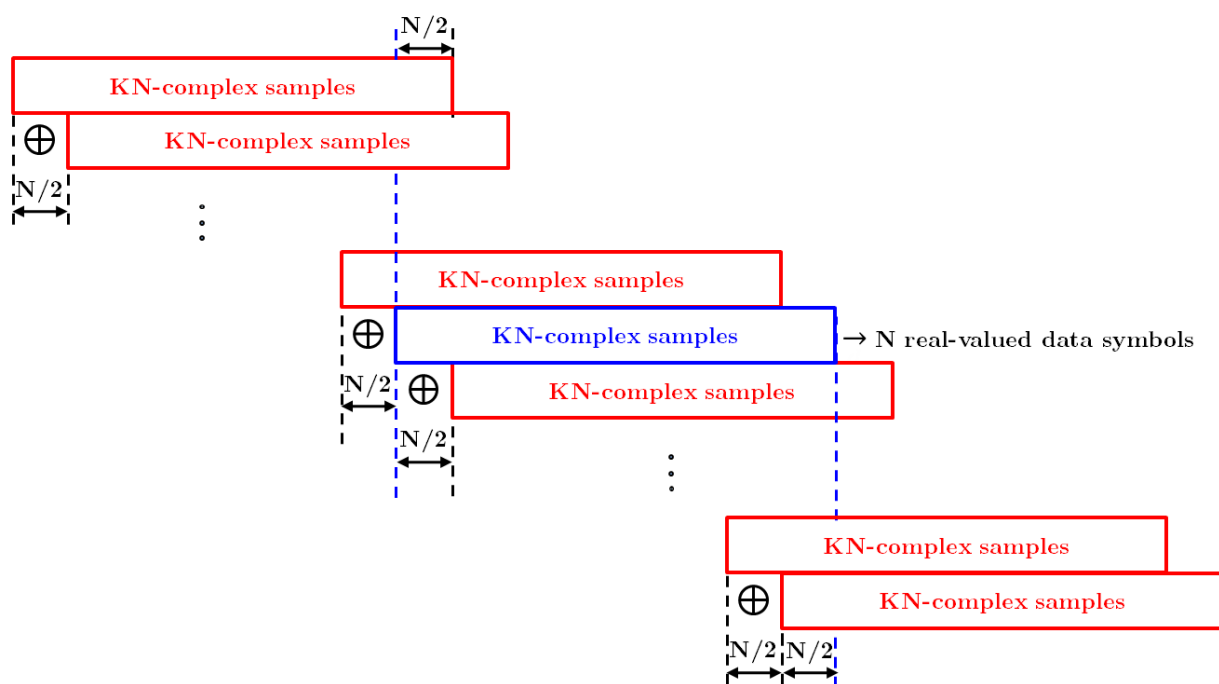 N/2
KN-complex samples
KN-complex samples
N/2
KN-complex samples
KN-complex samples
→ N real-valued data symbols
N/2
KN-complex samples
N/2
KN-complex samples
KN-complex samples
N/2 N/2